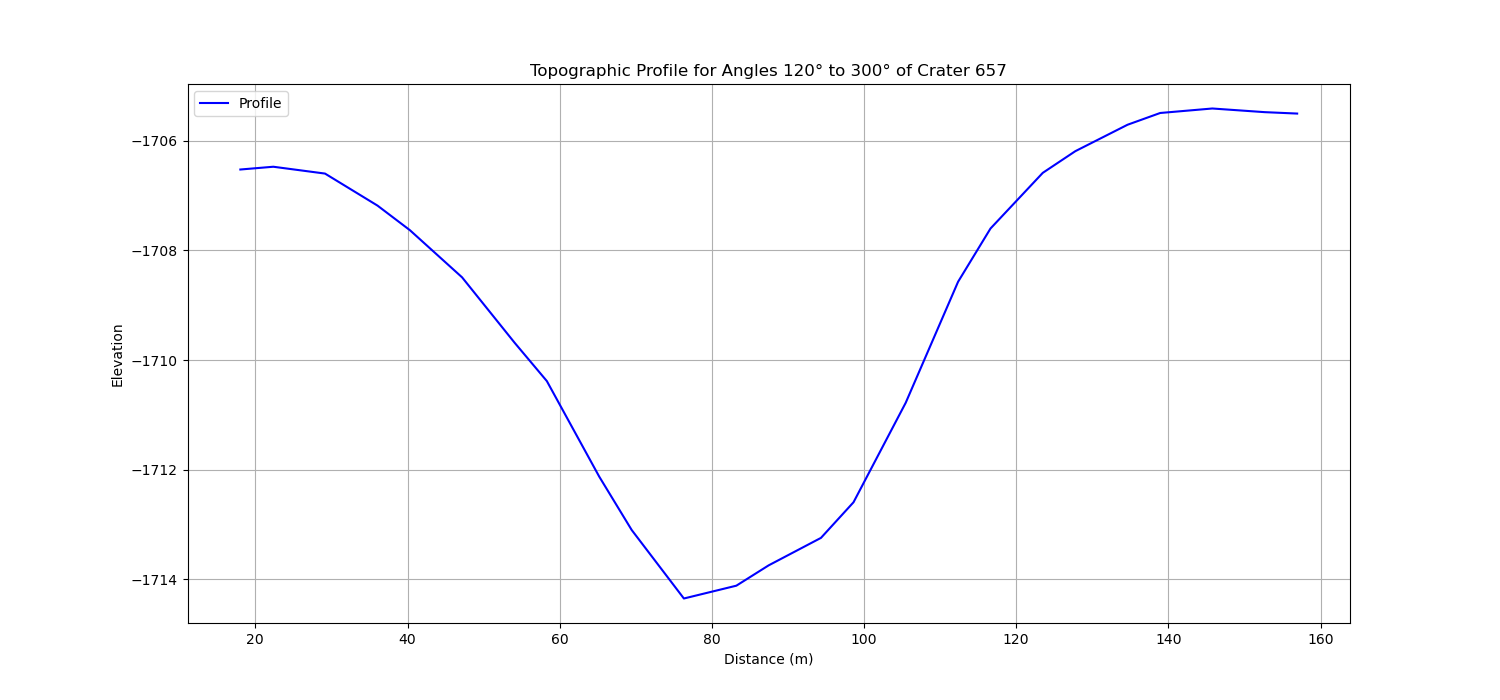 Topographic Profile for Angles 120° to 300° of Crater 657
Profile
−1706
−1708
−1710
−1712
−1714
Elevation
20 40 60 80 100 120 140 160
Distance (m)